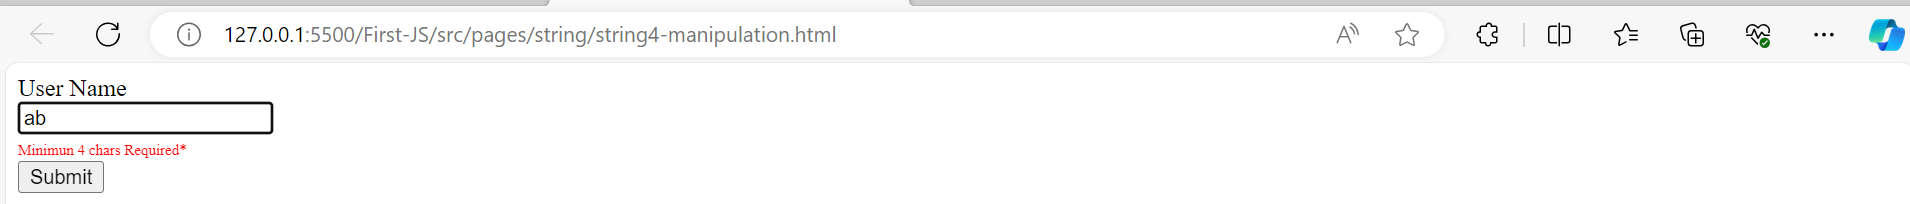 127.0.0.1:5500/First-JS/src/pages/string/string4-manipulation.html
User Name
ab
Minimun 4 chars Required*
Submit